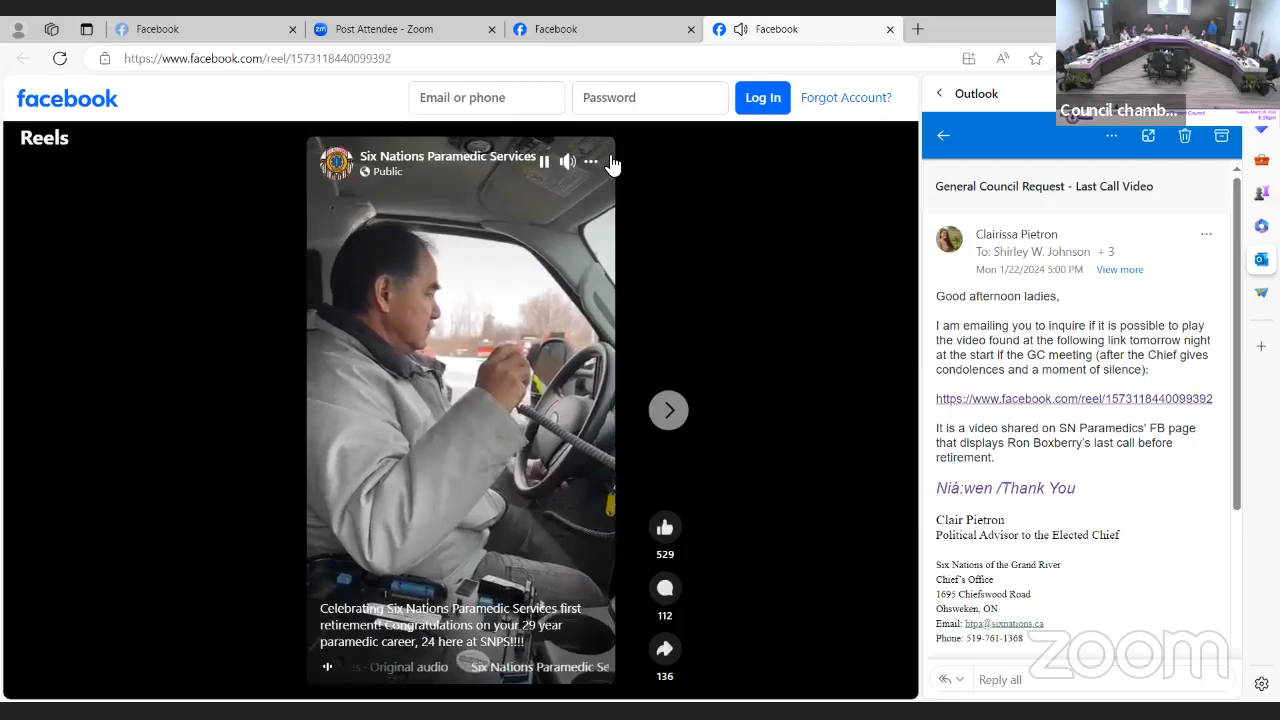 Facebook
Post Attendee - Zoom
Facebook
Facebook
https://www.facebook.com/reel/1573118440099392
Council chamb...
facebook
Email or phone
Password
Log In
Forgot Account?
Outlook
Reels
Six Nations Paramedic Services
Public
General Council Request - Last Call Video
Clairissa Pietron
To: Shirley W. Johnson + 3
Mon 1/22/2024 5:00 PM
View more
Good afternoon ladies,
I am emailing you to inquire if it is possible to play
the video found at the following link tomorrow night
at the start if the GC meeting (after the Chief gives
condolences and a moment of silence):
https://www.facebook.com/reel/1573118440099392
It is a video shared on SN Paramedics' FB page
that displays Ron Boxberry's last call before
retirement.
Niá:wen /Thank You
Clair Pietron
Political Advisor to the Elected Chief
Six Nations of the Grand River
Chief's Office
1695 Chiefswood Road
Ohsweken, ON
Email: htpa@sixnations.ca
Phone: 519-761-1368
529
112
136
Celebrating Six Nations Paramedic Services first
retirement! Congratulations on your 29 year
paramedic career, 24 here at SNPS!!!!
s - Original audio Six Nations Paramedic Se
Reply all
zoom